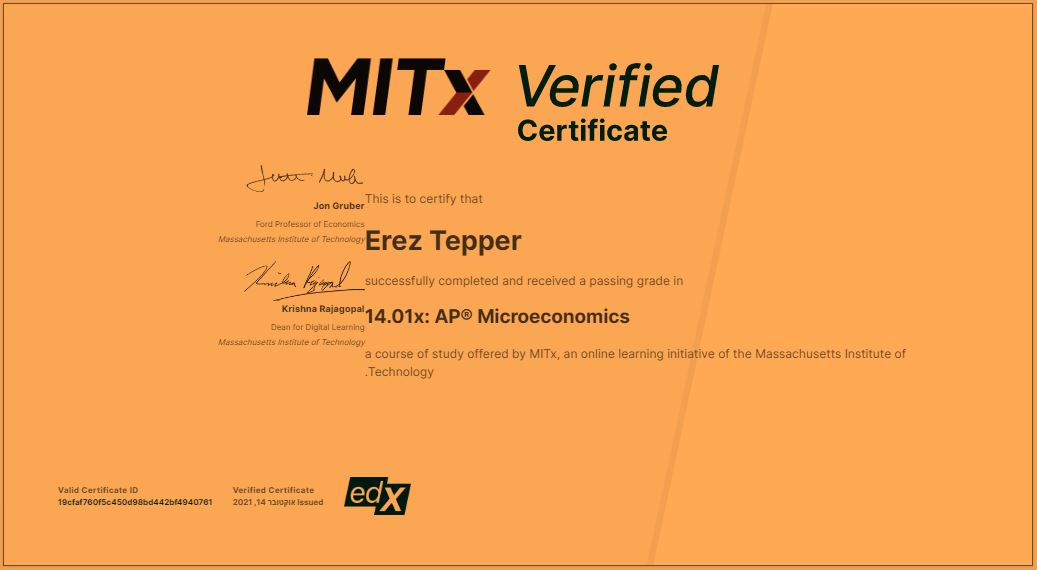 MITx Verified
Certificate
Jon Gruber
Ford Professor of Economics
Massachusetts Institute of Technology
Krishna Rajagopal
Dean for Digital Learning
Massachusetts Institute of Technology
This is to certify that
Erez Tepper
successfully completed and received a passing grade in
14.01x: AP® Microeconomics
a course of study offered by MITx, an online learning initiative of the Massachusetts Institute of
.Technology
Valid Certificate ID
19cfaf760f5c450d98bd442bf4940761
Verified Certificate
Issued אוקטובר 14, 2021
edX